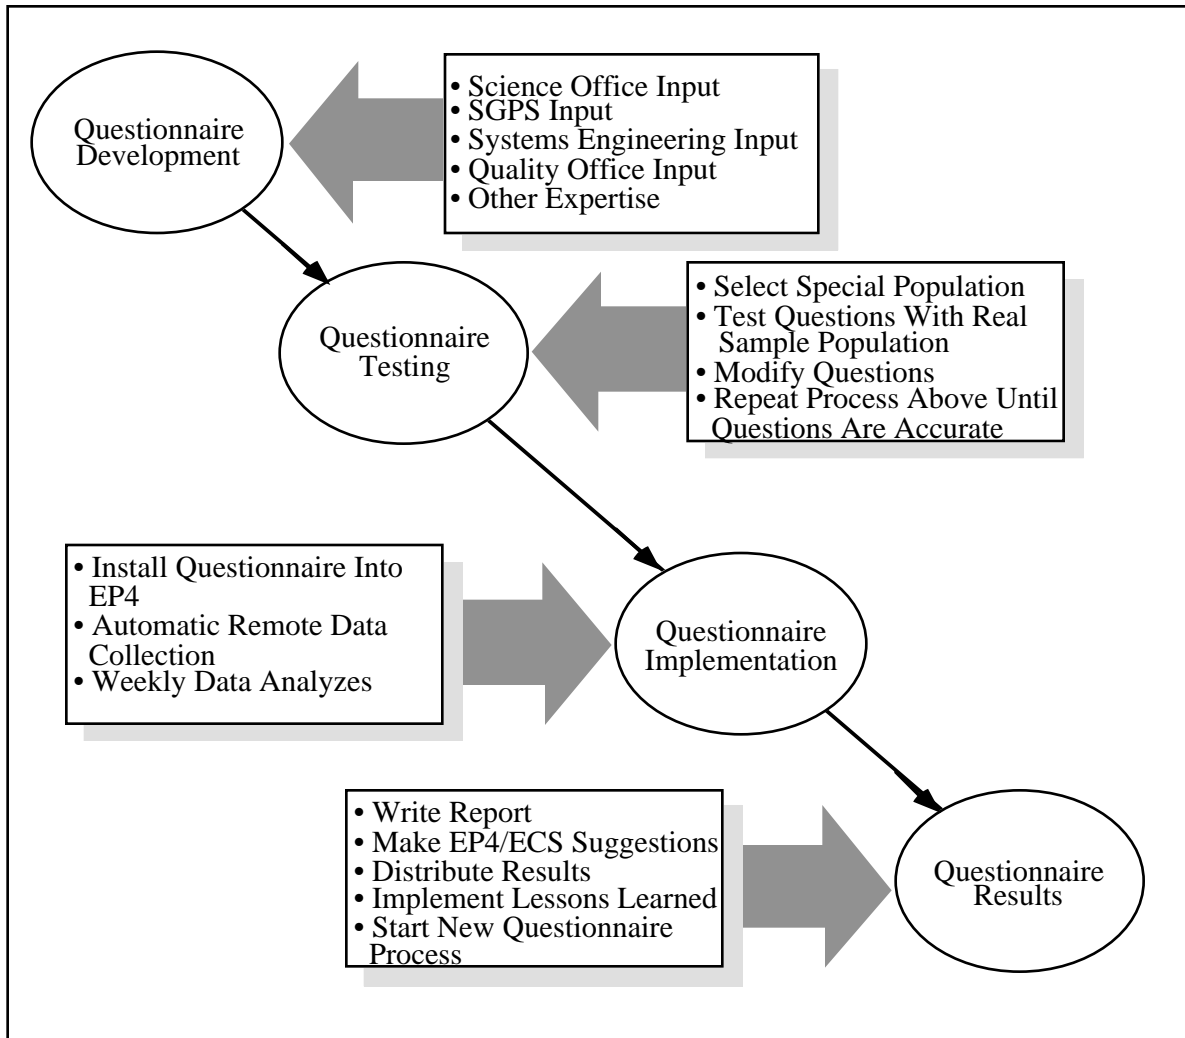 Questionnaire
Development
• Science Office Input
• SGPS Input
• Systems Engineering Input
• Quality Office Input
• Other Expertise
Questionnaire
Testing
• Select Special Population
• Test Questions With Real
Sample Population
• Modify Questions
• Repeat Process Above Until
Questions Are Accurate
• Install Questionnaire Into
EP4
• Automatic Remote Data
Collection
• Weekly Data Analyzes
Questionnaire
Implementation
• Write Report
• Make EP4/ECS Suggestions
• Distribute Results
• Implement Lessons Learned
• Start New Questionnaire
Process
Questionnaire
Results